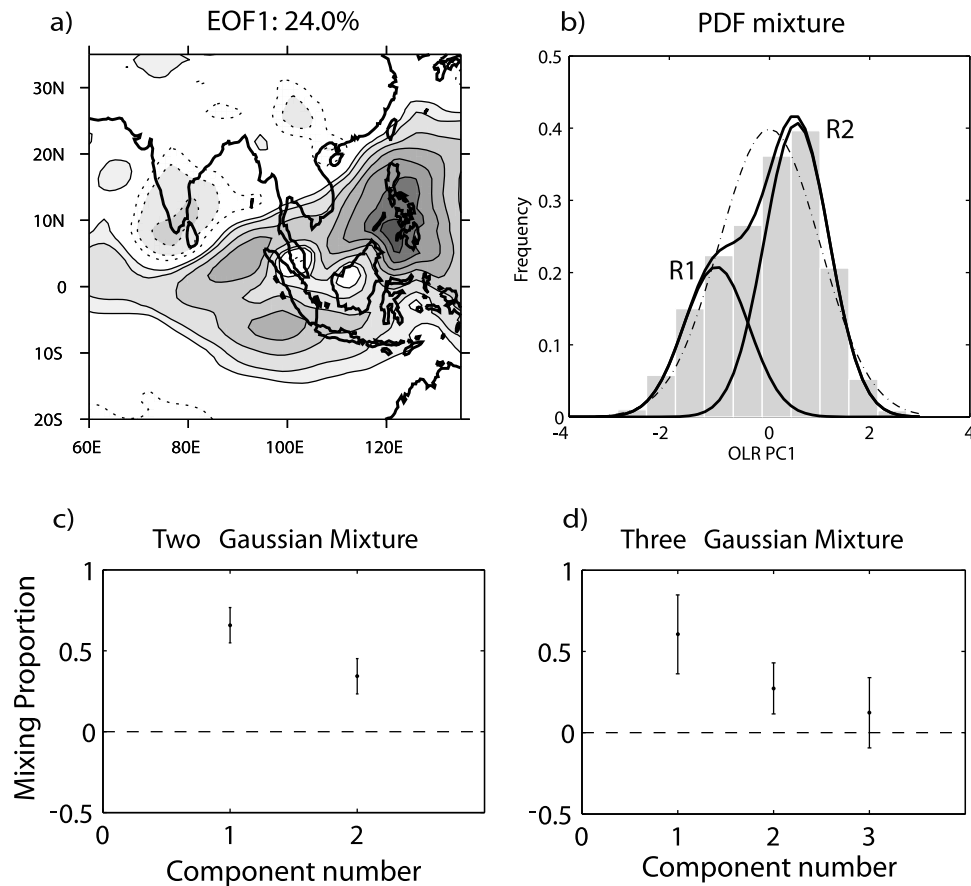 a)
EOF1: 24.0%
30N
20N
10N
0
10S
20S
60E
80E
100E
120E
b)
PDF mixture
0.5
0.4
0.3
0.2
0.1
0
Frequency
R1
R2
-4
-2
0
2
4
OLR PC1
c)
Two Gaussian Mixture
1
0.5
0
-0.5
Mixing Proportion
0
1
2
Component number
d)
Three Gaussian Mixture
1
0.5
0
-0.5
0
1
2
3
Component number